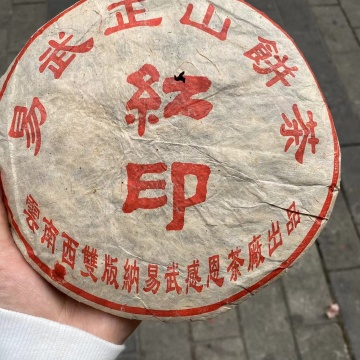 易武正山餅茶
紅印
雲南西雙版納易武感恩茶廠出品